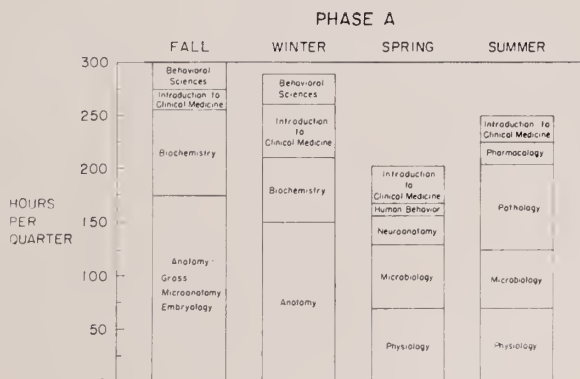 PHASE A
FALL
WINTER
SPRING
SUMMER
HOURS
PER
QUARTER
300
250
200
150
100
50
Behavioral
Sciences
Introduction to
Clinical Medicine
Biochemistry
Anatomy -
Gross
Microanatomy
Embryology
Behavioral
Sciences
Introduction
to
Clinical Medicine
Biochemistry
Anatomy
Introduction
to
Clinical Medicine
Human Behavior
Neuroanatomy
Microbiology
Physiology
Introduction to
Clinical Medicine
Pharmacology
Pathology
Microbiology
Physiology